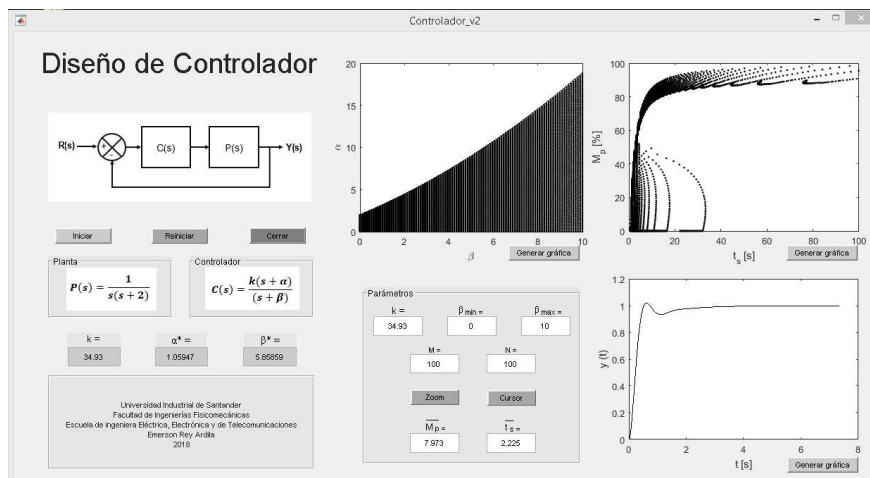 Controlador_v2
Diseño de Controlador
R(s)
+
-
C(s)
P(s)
Y(s)
Iniciar
Reiniciar
Cerrar
Planta
P(s) = 1 / s(s + 2)
Controlador
C(s) = k(s + α) / (s + β)
k =
α* =
β* =
34.93
1.05947
5.85859
Universidad Industrial de Santander
Facultad de Ingenierías Fisicomecánicas
Escuela de ingeniera Eléctrica, Electrónica y de Telecomunicaciones
Emerson Rey Ardila
2018
20
15
10
5
0
α
0 2 4 6 8 10
β
Generar gráfica
100
80
60
40
20
0
Mp [%]
0 20 40 60 80 100
ts [s]
Generar gráfica
Parámetros
k =
βmin =
βmax =
34.93
0
10
M =
N =
100
100
Zoom
Cursor
Mp =
ts =
7.973
2.225
1.2
1
0.8
0.6
0.4
0.2
0
y (t)
0 2 4 6 8
t [s]
Generar gráfica